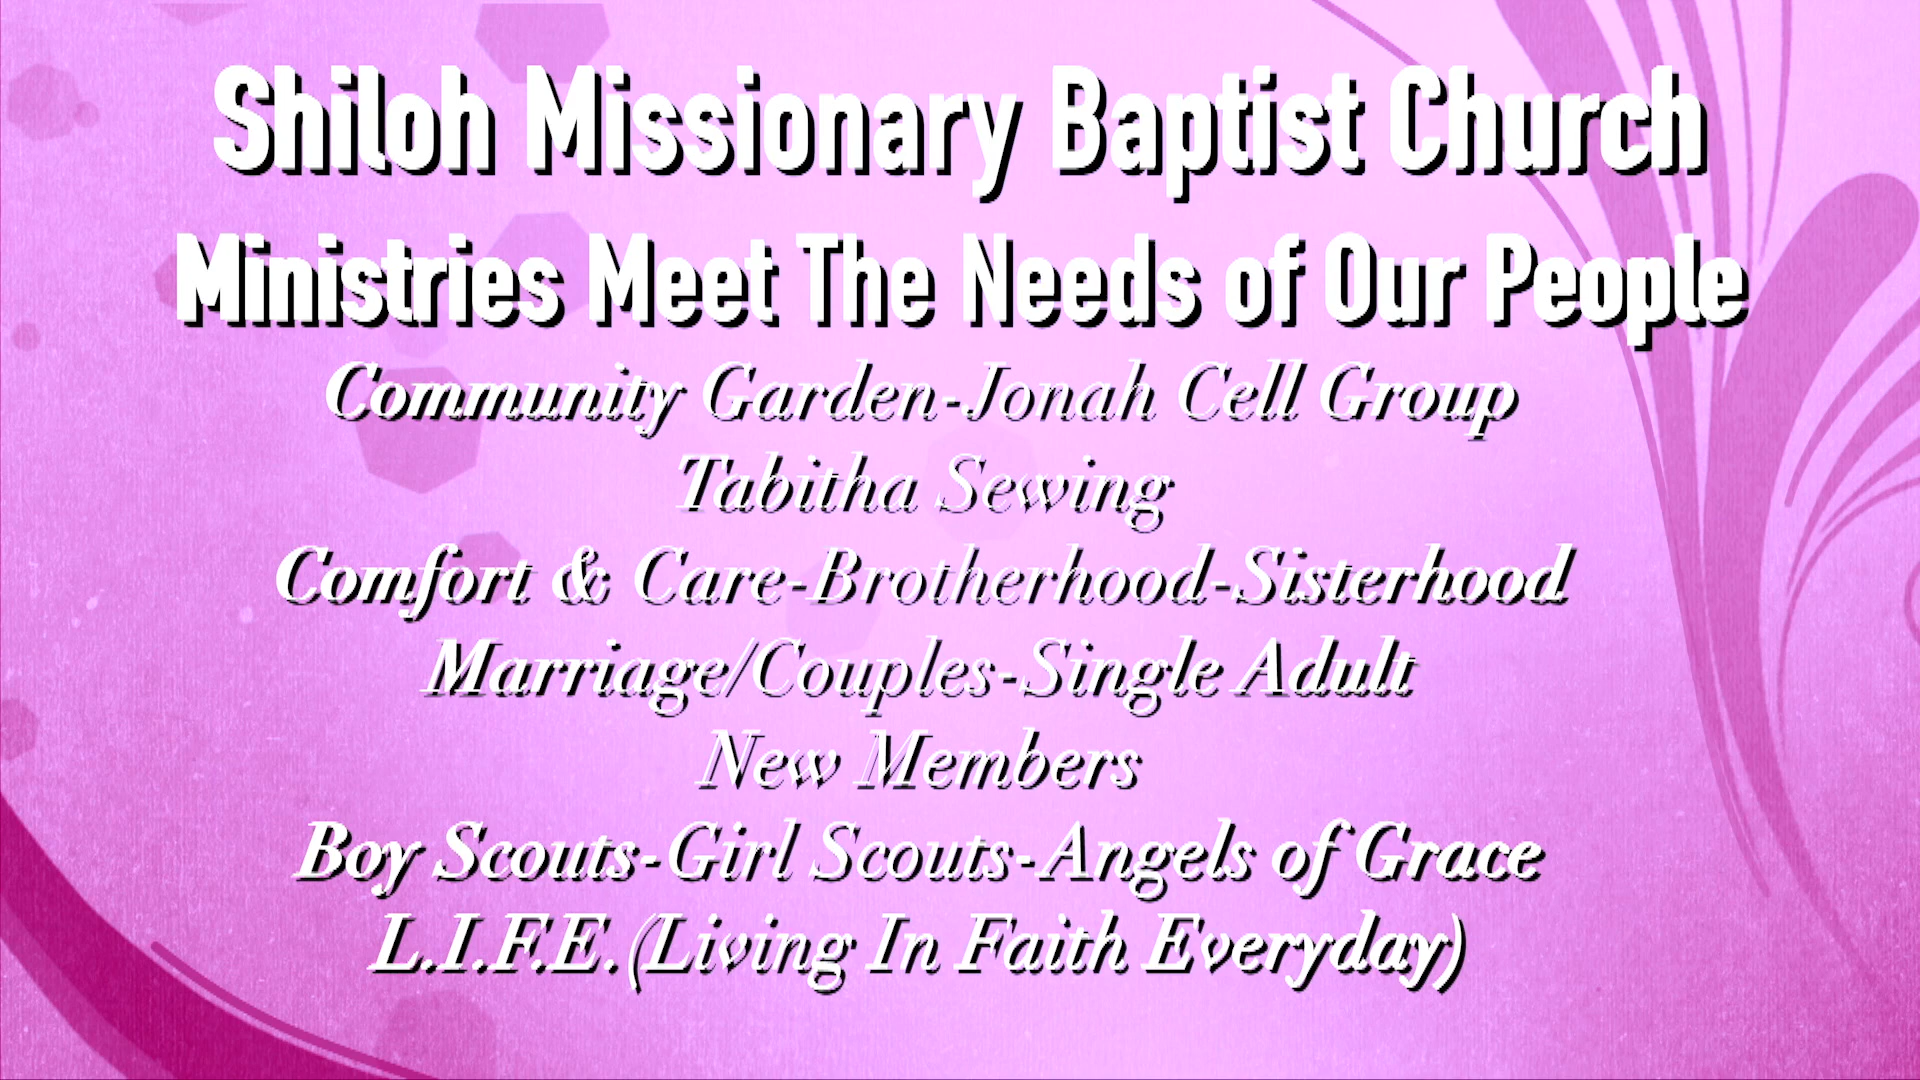 Shiloh Missionary Baptist Church
Ministries Meet The Needs of Our People
Community Garden-Jonah Cell Group
Tabitha Sewing
Comfort & Care-Brotherhood-Sisterhood
Marriage/Couples-Single Adult
New Members
Boy Scouts-Girl Scouts-Angels of Grace
L.I.F.E.(Living In Faith Everyday)